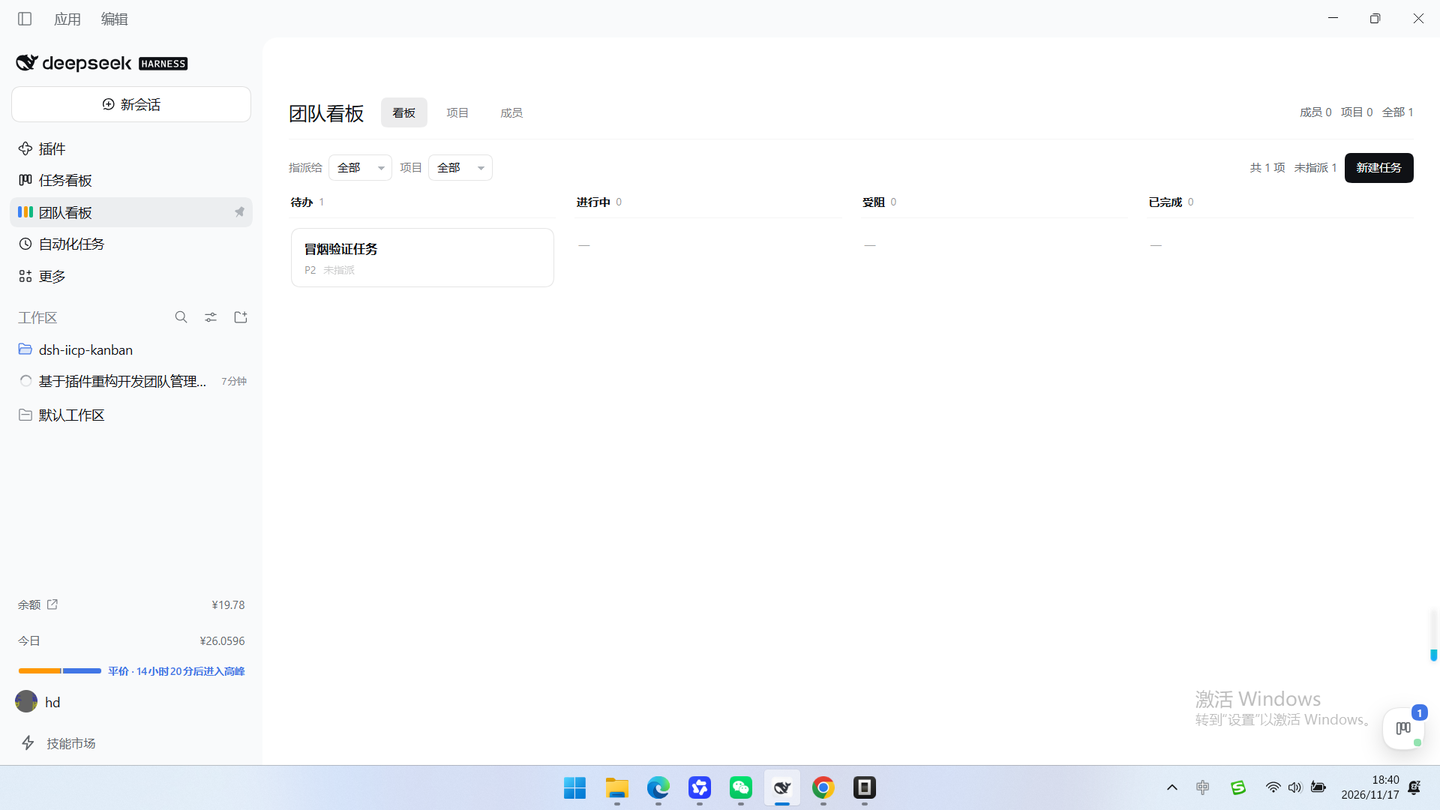 应用 编辑
deepseek HARNESS
新会话
插件
任务看板
团队看板
自动化任务
更多
工作区
dsh-iicp-kanban
基于插件重构开发团队管理... 7分钟
默认工作区
余额 ¥19.78
今日 ¥26.0596
平价 · 14小时20分后进入高峰
hd
技能市场
团队看板 看板 项目 成员 成员 0 项目 0 全部 1
指派给 全部 项目 全部 共 1 项 未指派 1 新建任务
待办 1 进行中 0 受阻 0 已完成 0
冒烟验证任务 — — —
P2 未指派
激活 Windows
转到"设置"以激活 Windows。
1
中 18:40
2026/11/17